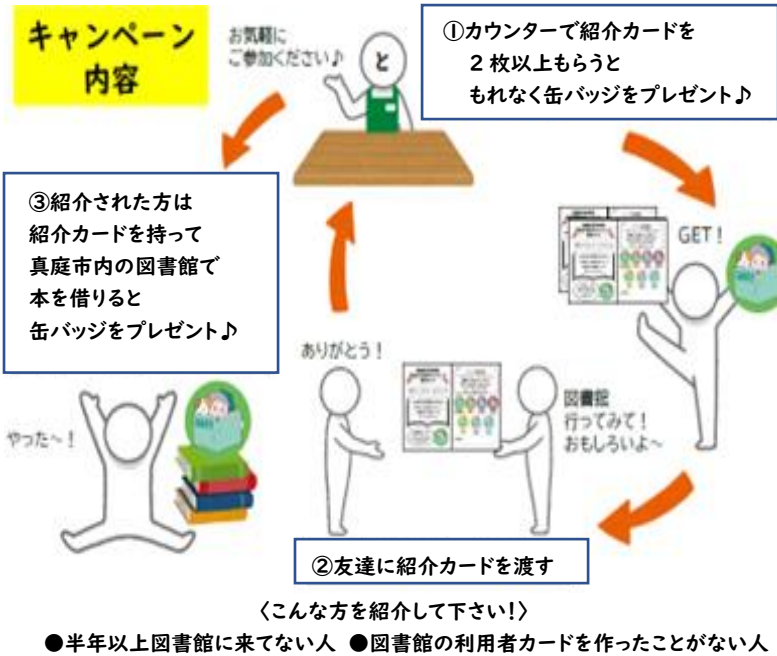 キャンペーン
内容
お気軽に
ご参加ください♪
と
①カウンターで紹介カードを
2枚以上もらうと
もれなく缶バッジをプレゼント♪
GET!
②友達に紹介カードを渡す
図書館
行ってみて!
おもしろいよ～
ありがとう!
③紹介された方は
紹介カードを持って
真庭市内の図書館で
本を借りると
缶バッジをプレゼント♪
やった～!
〈こんな方を紹介して下さい!〉
●半年以上図書館に来てない人 ●図書館の利用者カードを作ったことがない人